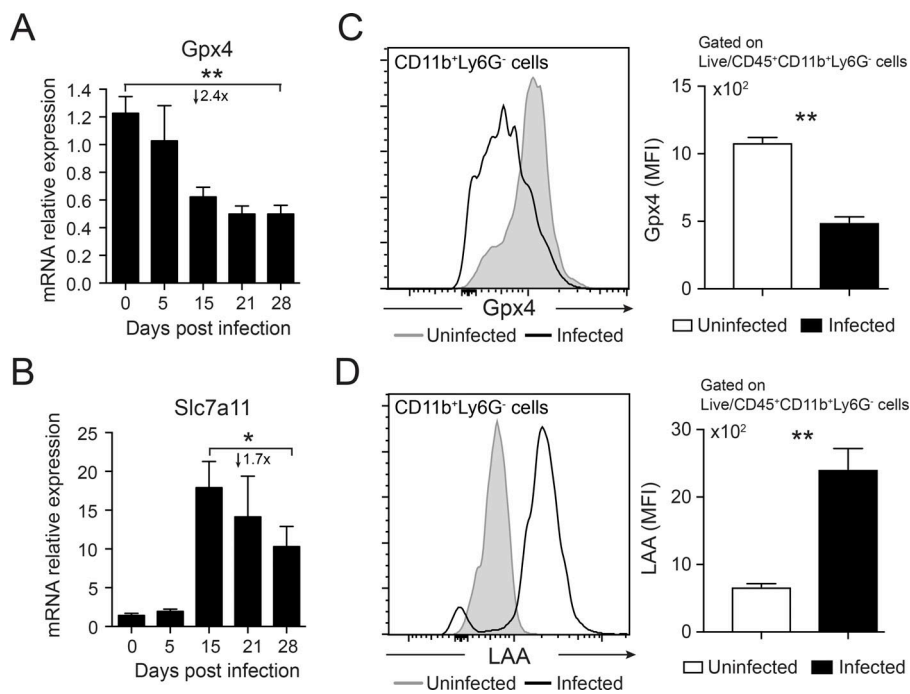 A
Gpx4
**
↓2.4x
mRNA relative expression
1.4
1.2
1.0
0.8
0.6
0.4
0.2
0.0
0 5 15 21 28
Days post infection
B
Slc7a11
*
↓1.7x
mRNA relative expression
25
20
15
10
5
0
0 5 15 21 28
Days post infection
C
CD11b⁺Ly6G⁻ cells
Gpx4
Uninfected Infected
Gated on
Live/CD45⁺CD11b⁺Ly6G⁻ cells
x10²
**
Gpx4 (MFI)
15
10
5
0
Uninfected Infected
D
CD11b⁺Ly6G⁻ cells
LAA
Uninfected Infected
Gated on
Live/CD45⁺CD11b⁺Ly6G⁻ cells
x10²
**
LAA (MFI)
30
20
10
0
Uninfected Infected